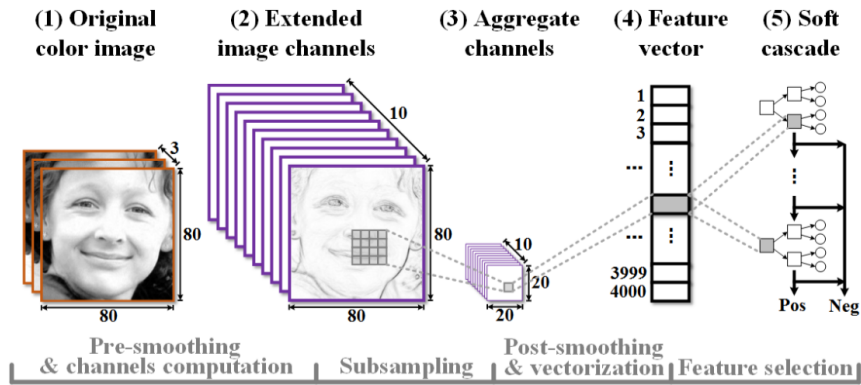 (1) Original
color image
(2) Extended
image channels
(3) Aggregate
channels
(4) Feature
vector
(5) Soft
cascade
3
80
80
10
80
80
10
20
20
1
2
3
...
...
...
...
3999
4000
...
Pos
Neg
Pre-smoothing
& channels computation
Subsampling
Post-smoothing
& vectorization
Feature selection